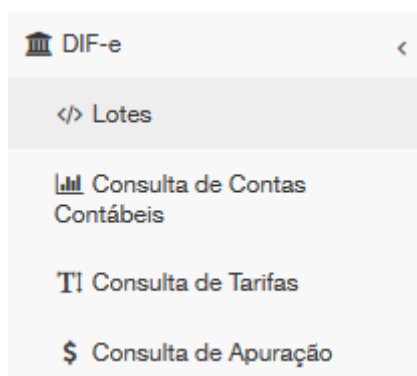 DIF-e
Lotes
Consulta de Contas
Contábeis
Consulta de Tarifas
Consulta de Apuração